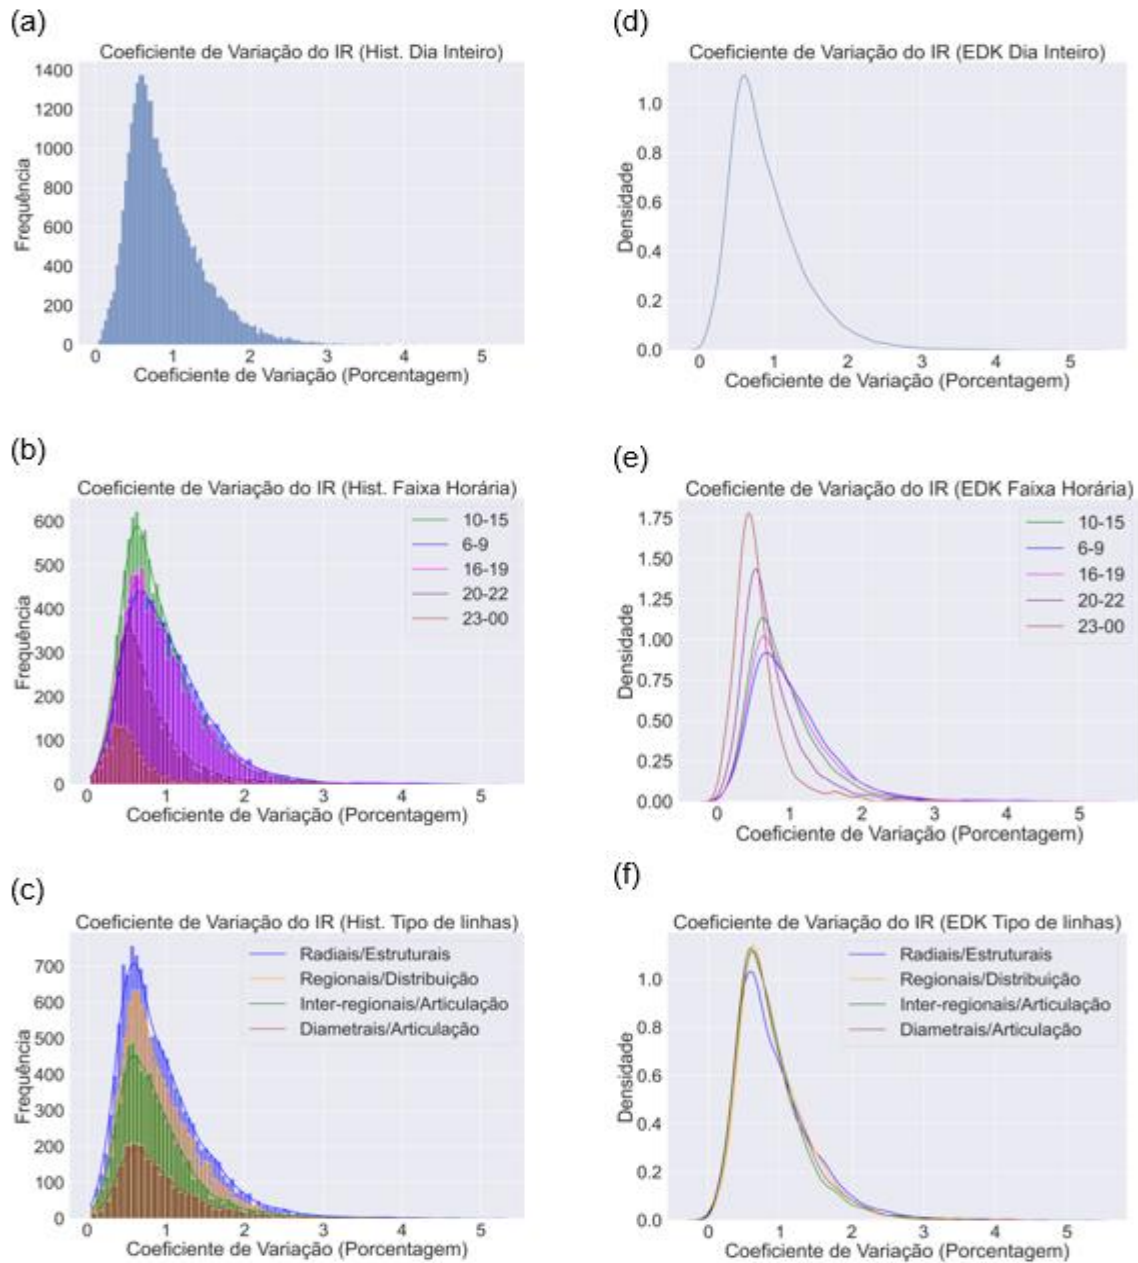 (a)
Coeficiente de Variação do IR (Hist. Dia Inteiro)
1400
1200
1000
800
600
400
200
0
Frequência
0 1 2 3 4 5
Coeficiente de Variação (Porcentagem)
(d)
Coeficiente de Variação do IR (EDK Dia Inteiro)
1.0
0.8
0.6
0.4
0.2
0.0
Densidade
0 1 2 3 4 5
Coeficiente de Variação (Porcentagem)
(b)
Coeficiente de Variação do IR (Hist. Faixa Horária)
600
500
400
300
200
100
0
Frequência
10-15
6-9
16-19
20-22
23-00
0 1 2 3 4 5
Coeficiente de Variação (Porcentagem)
(e)
Coeficiente de Variação do IR (EDK Faixa Horária)
1.75
1.50
1.25
1.00
0.75
0.50
0.25
0.00
Densidade
10-15
6-9
16-19
20-22
23-00
0 1 2 3 4 5
Coeficiente de Variação (Porcentagem)
(c)
Coeficiente de Variação do IR (Hist. Tipo de linhas)
700
600
500
400
300
200
100
0
Frequência
Radiais/Estruturais
Regionais/Distribuição
Inter-regionais/Articulação
Diametrais/Articulação
0 1 2 3 4 5
Coeficiente de Variação (Porcentagem)
(f)
Coeficiente de Variação do IR (EDK Tipo de linhas)
1.0
0.8
0.6
0.4
0.2
0.0
Densidade
Radiais/Estruturais
Regionais/Distribuição
Inter-regionais/Articulação
Diametrais/Articulação
0 1 2 3 4 5
Coeficiente de Variação (Porcentagem)